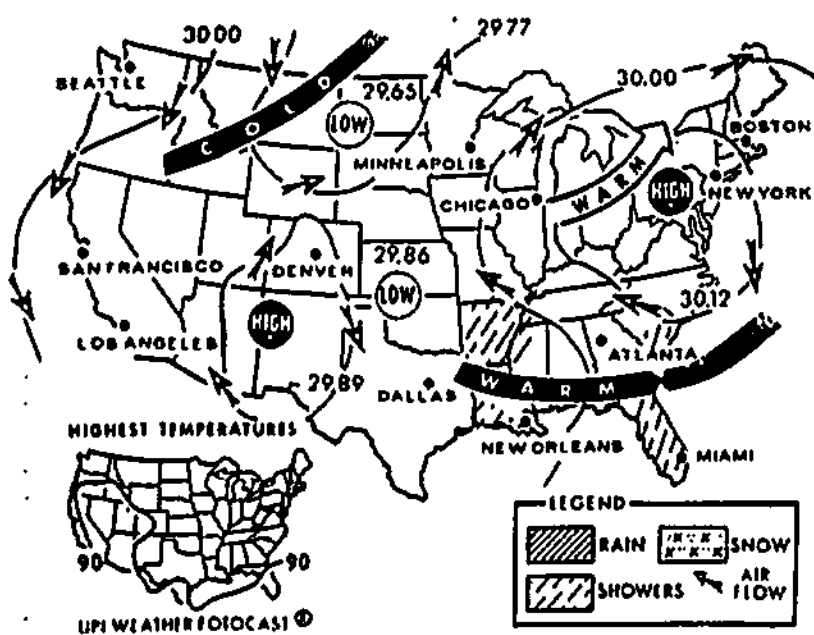 30.00
29.77
SEATTLE
COLD
29.65
LOW
30.00
BOSTON
MINNEAPOLIS
CHICAGO
WARM
HIGH
NEW YORK
SAN FRANCISCO
DENVER
29.86
LOW
30.12
HIGH
LOS ANGELES
ATLANTA
29.89
DALLAS
WARM
NEW ORLEANS
MIAMI
HIGHEST TEMPERATURES
90
90
UPI WEATHER FOTOCAST ®
LEGEND
RAIN
SNOW
SHOWERS
AIR FLOW